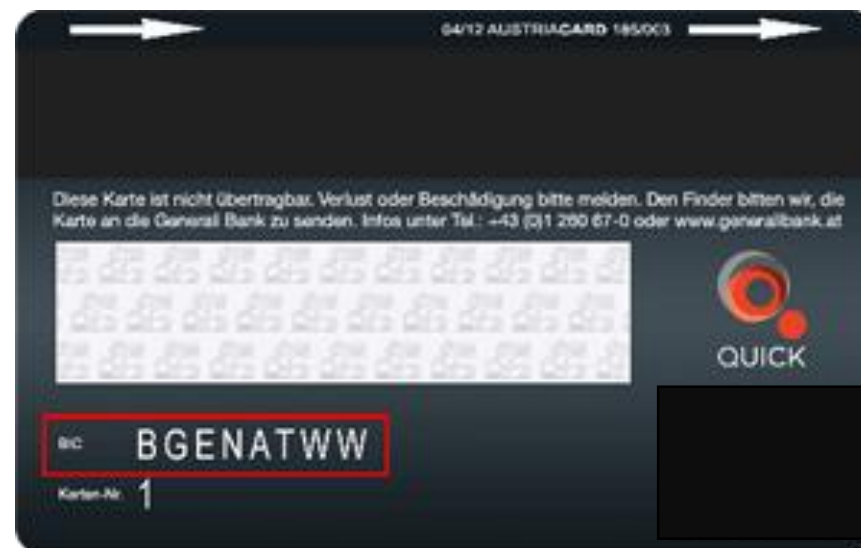 04/12 AUSTRIACARD 185/003
Diese Karte ist nicht übertragbar. Verlust oder Beschädigung bitte melden. Den Finder bitten wir, die
Karte an die Generali Bank zu senden. Infos unter Tel.: +43 (0)1 260 67-0 oder www.generalibank.at
QUICK
BIC BGENATWW
Karten-Nr. 1